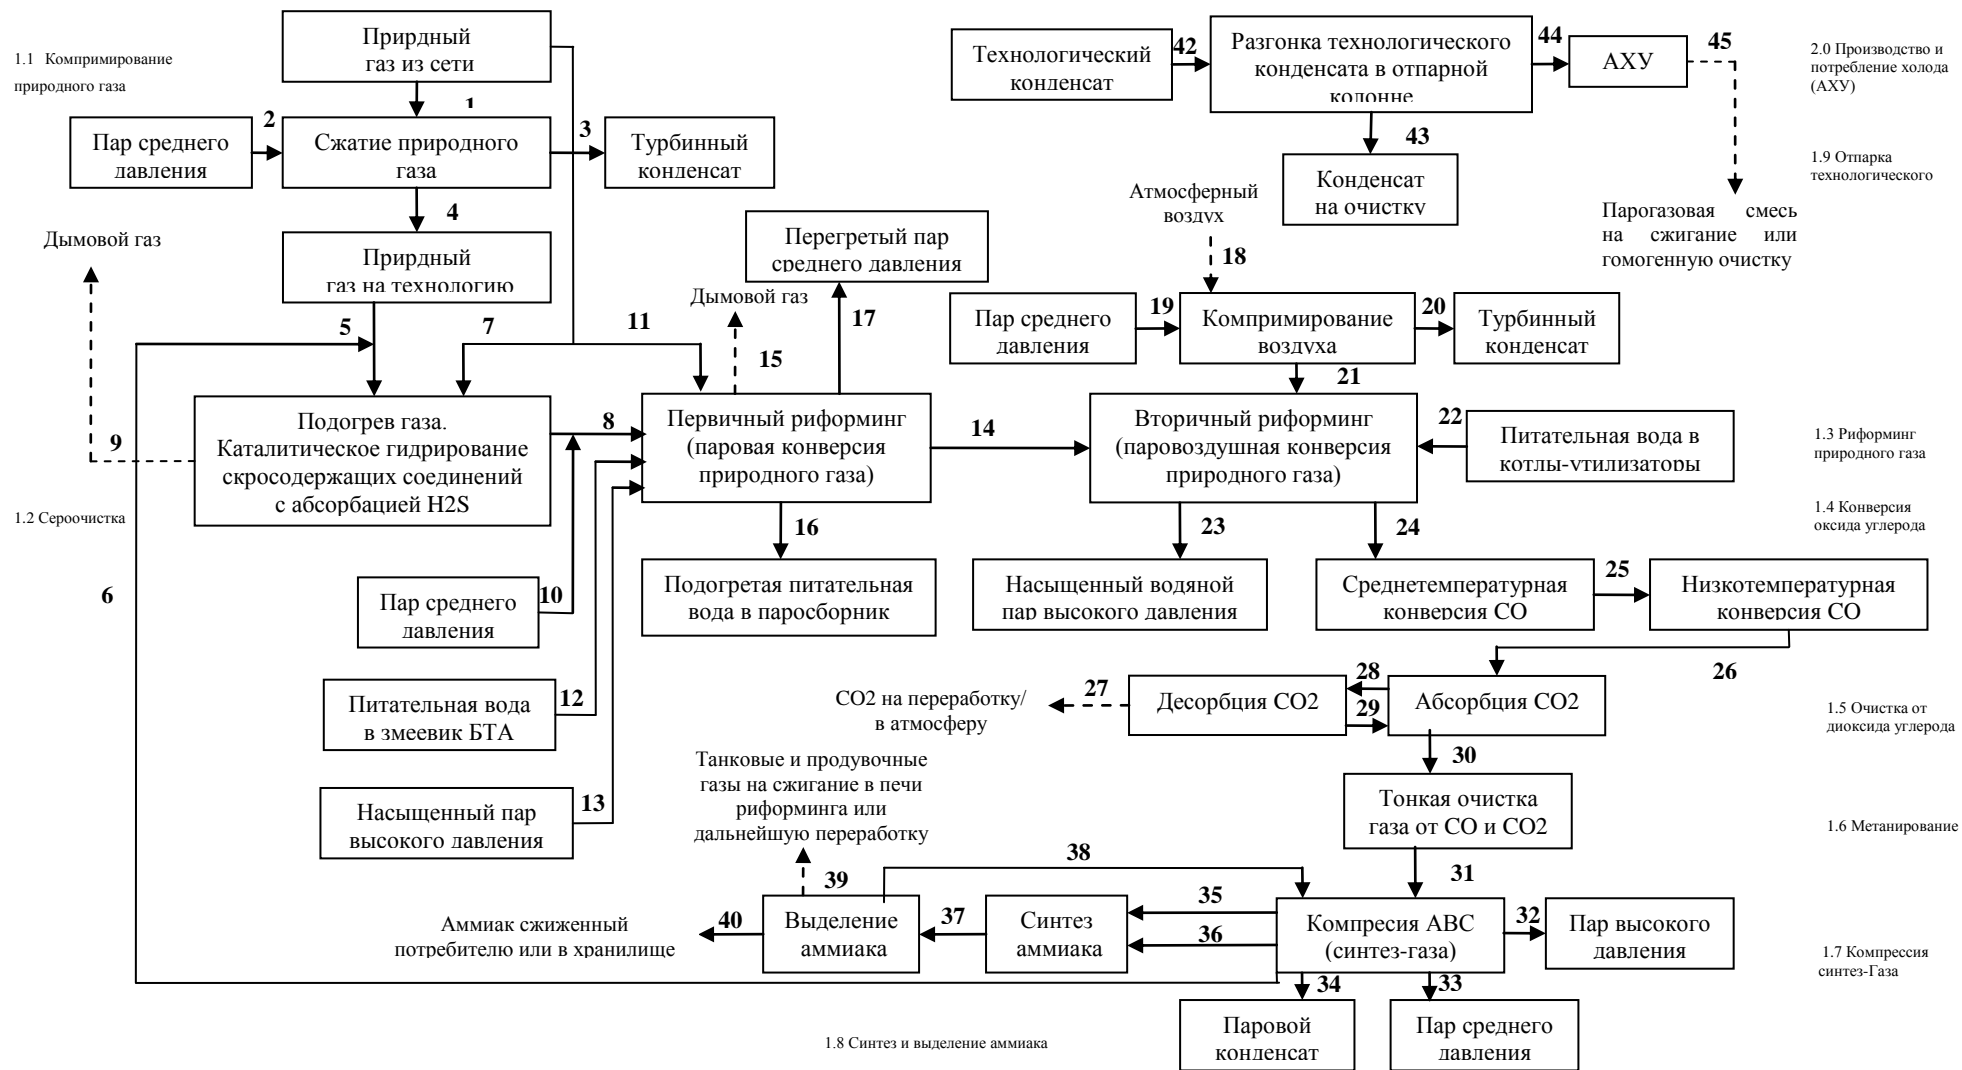 1.1 Компримирование
природного газа
Прирдный
газ из сети
1
2
Пар среднего
давления
Сжатие природного
газа
3
Турбинный
конденсат
4
Дымовой газ
Прирдный
газ на технологию
5
7
11
9
Подогрев газа.
Каталитическое гидрирование
скросодержащих соединений
с абсорбацией H2S
8
1.2 Сероочистка
6
Перегретый пар
среднего давления
Дымовой газ
15
17
Первичный риформинг
(паровая конверсия
природного газа)
14
16
Подогретая питательная
вода в паросборник
Пар среднего
давления
10
Питательная вода
в змеевик БТА
12
Насыщенный пар
высокого давления
13
Технологический
конденсат
42
Разгонка технологического
конденсата в отпарной
колонне
44
АХУ
45
43
Конденсат
на очистку
Парогазовая смесь
на сжигание или
гомогенную очистку
2.0 Производство и
потребление холода
(АХУ)
1.9 Отпарка
технологического
Атмосферный
воздух
18
Пар среднего
давления
19
Компримирование
воздуха
20
Турбинный
конденсат
21
Вторичный риформинг
(паровоздушная конверсия
природного газа)
22
Питательная вода в
котлы-утилизаторы
1.3 Риформинг
природного газа
23
24
Насыщенный водяной
пар высокого давления
Среднетемпературная
конверсия СО
25
Низкотемпературная
конверсия СО
1.4 Конверсия
оксида углерода
26
СО2 на переработку/
в атмосферу
27
Десорбция СО2
28
29
Абсорбция СО2
1.5 Очистка от
диоксида углерода
30
Тонкая очистка
газа от СО и СО2
1.6 Метанирование
31
Танковые и продувочные
газы на сжигание в печи
риформинга или
дальнейшую переработку
38
39
Аммиак сжиженный
потребителю или в хранилище
40
Выделение
аммиака
37
Синтез
аммиака
35
36
Компресия АВС
(синтез-газа)
32
Пар высокого
давления
1.7 Компрессия
синтез-Газа
34
33
Паровой
конденсат
Пар среднего
давления
1.8 Синтез и выделение аммиака